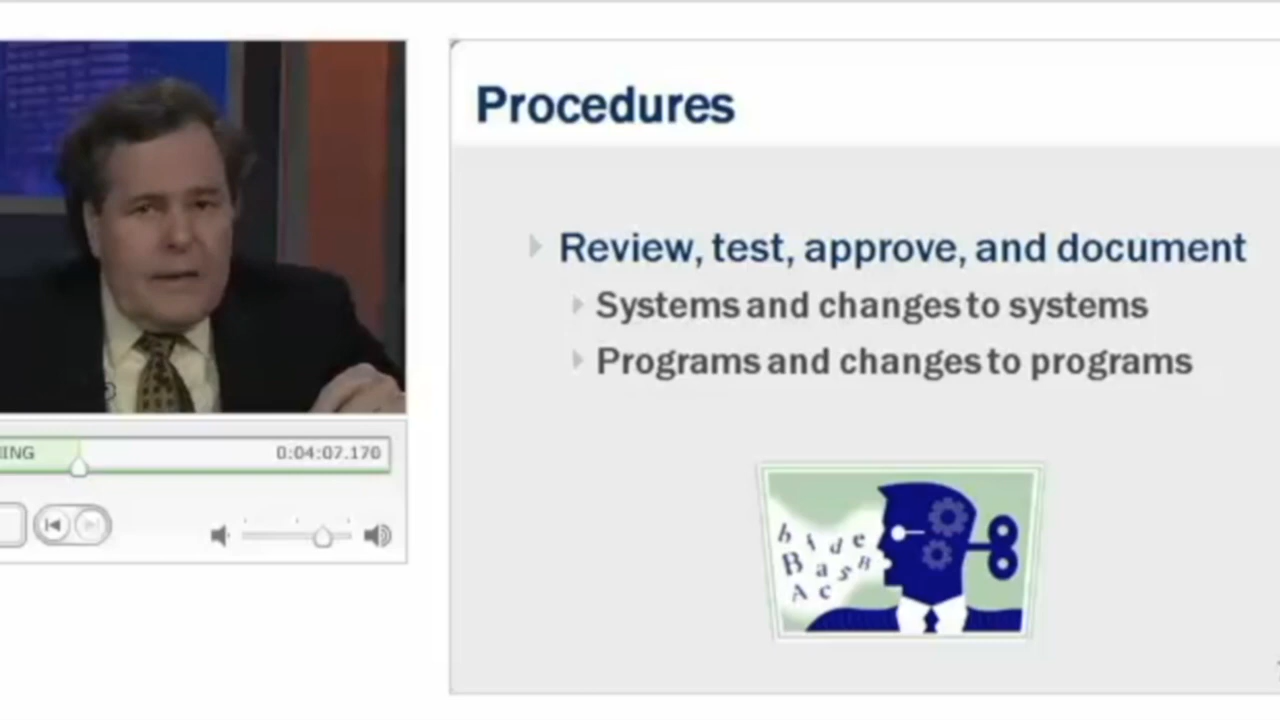 Procedures
Review, test, approve, and document
Systems and changes to systems
Programs and changes to programs
ING 0:04:07.170
b i d e
B a s B
A c